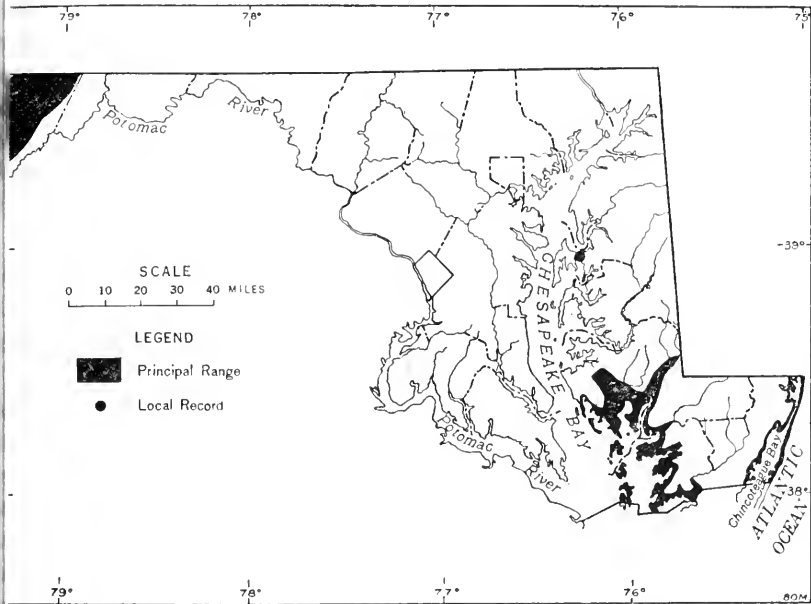 79° 78° 77° 76° 75
Potomac River
-39°
SCALE
0 10 20 30 40 MILES
LEGEND
Principal Range
Local Record
CHESAPEAKE BAY
Potomac River
Chincoteague Bay
ATLANTIC OCEAN
-38°
79° 78° 77° 76° BOM